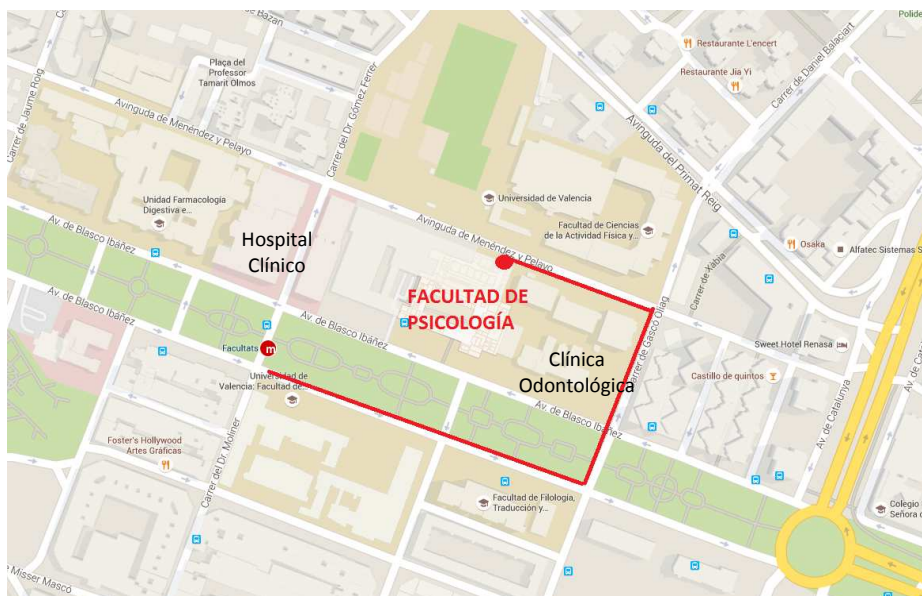 de Bazan
Polide
Restaurante L'encert
Restaurante Jia Yi
Carrer de Daniel Balaciart
Plaça del
Professor
Tamarit Olmos
Carrer de Jaume Roig
Avinguda de Menéndez y Pelayo
Carrer del Dr. Gómez Ferrer
Avinguda del Primat Reig
Unidad Farmacología
Digestiva e...
Universidad de Valencia
Facultad de Ciencias
de la Actividad Física y...
Av. de Blasco Ibáñez
Hospital
Clínico
Avinguda de Menéndez y Pelayo
Carrer de Xàbia
Osaka
Alfatec Sistemas S
Av. de Blasco Ibáñez
FACULTAD DE
PSICOLOGÍA
Av. de Blasco Ibáñez
Carrer de Gascó Oliag
Facultats
m
Clínica
Odontológica
Sweet Hotel Renasa
Universidad de
Valencia: Facultad de...
Castillo de quintos
Av. de Blasco Ibáñez
Av. de Catalunya
Av. de Ca
Foster's Hollywood
Artes Gráficas
Carrer del Dr. Moliner
Facultad de Filología,
Traducción y...
Colegio
Señora d
e Misser Mascó